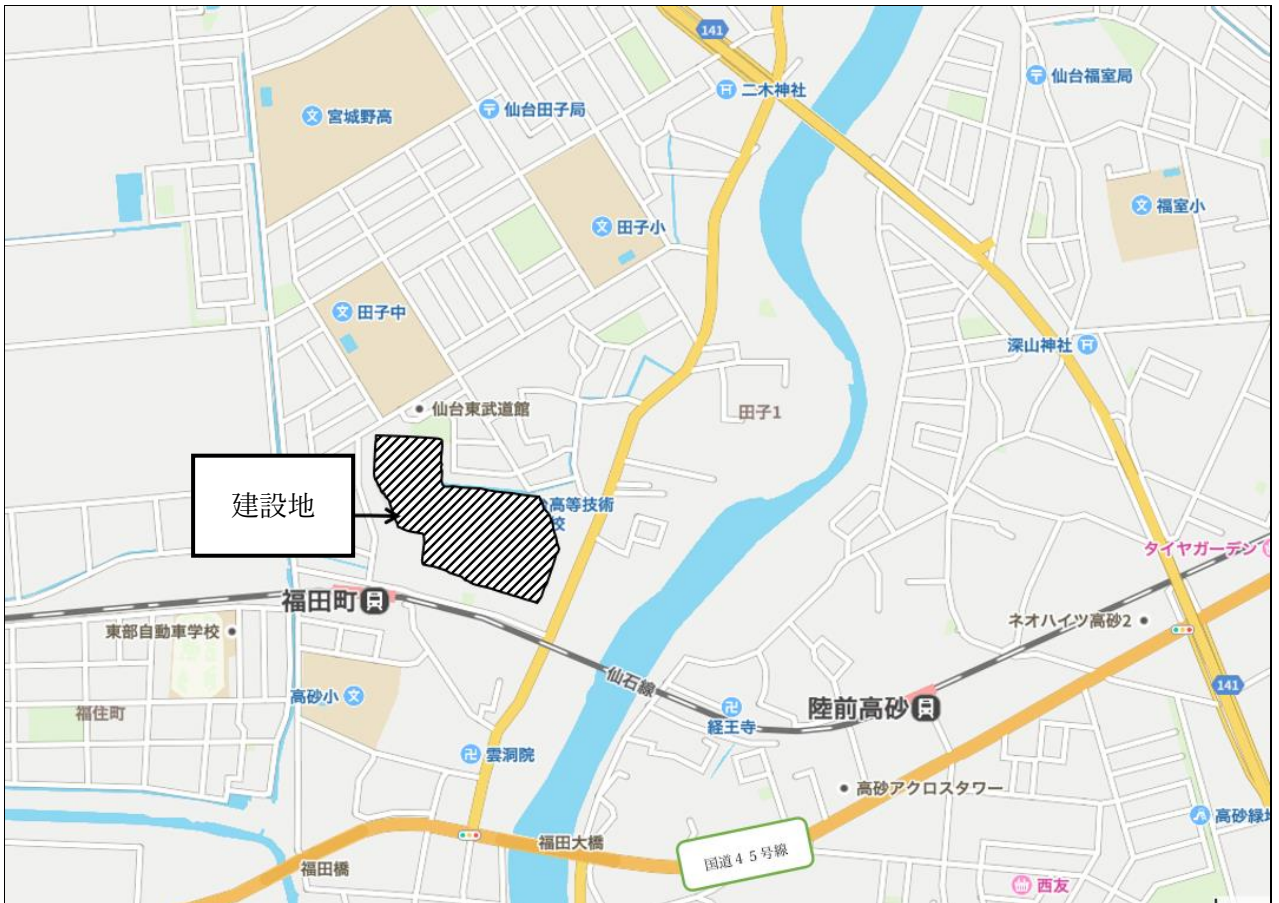 141
二木神社
仙台福室局
宮城野高
仙台田子局
福室小
田子小
田子中
深山神社
仙台東武道館
田子1
建設地
高等技術
校
タイヤガーデン
福田町
ネオハイツ高砂2
東部自動車学校
仙石線
141
高砂小
陸前高砂
福住町
経王寺
雲洞院
高砂アクロスタワー
高砂緑地
福田大橋
国道45号線
福田橋
西友